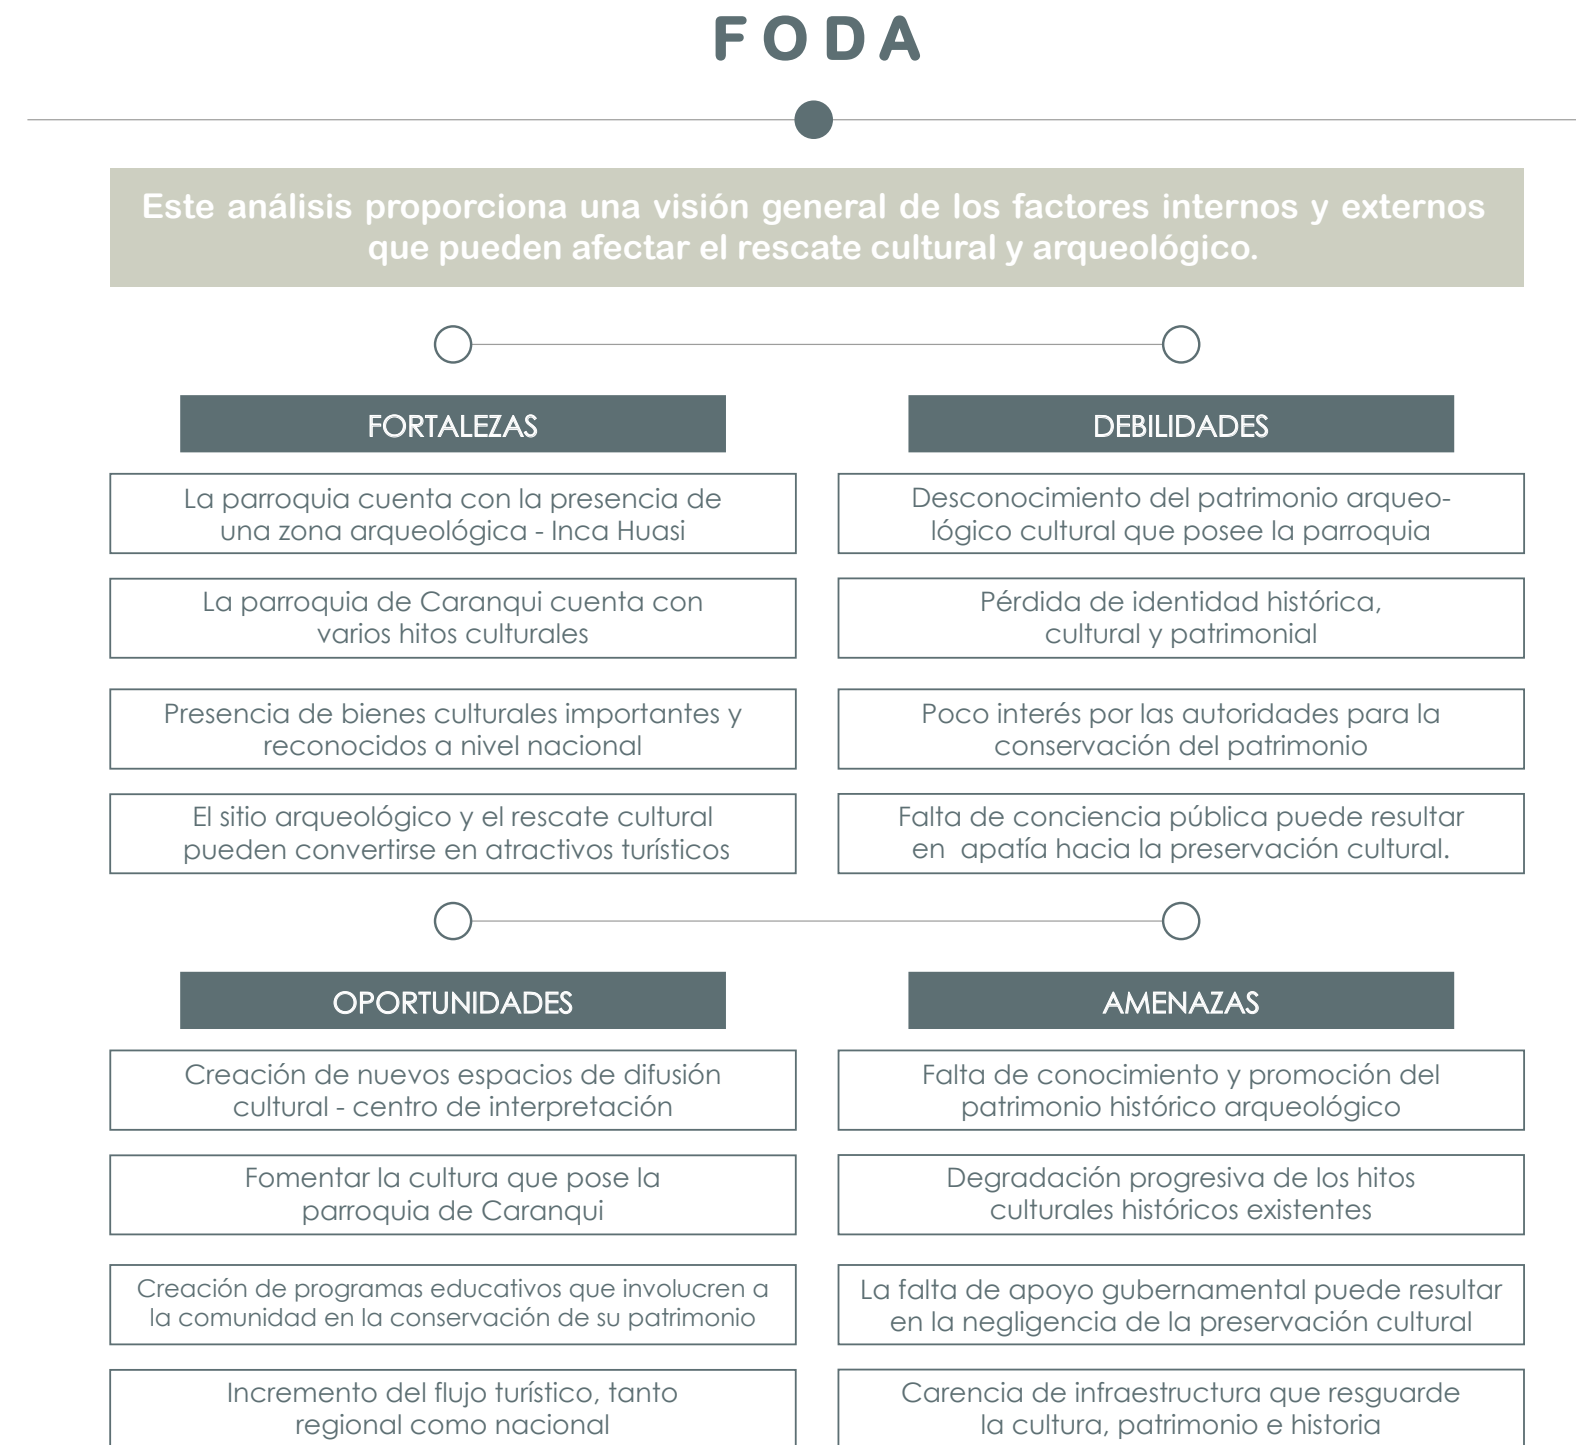 FODA
Este análisis proporciona una visión general de los factores internos y externos
que pueden afectar el rescate cultural y arqueológico.
FORTALEZAS
La parroquia cuenta con la presencia de
una zona arqueológica - Inca Huasi
La parroquia de Caranqui cuenta con
varios hitos culturales
Presencia de bienes culturales importantes y
reconocidos a nivel nacional
El sitio arqueológico y el rescate cultural
pueden convertirse en atractivos turísticos
DEBILIDADES
Desconocimiento del patrimonio arqueo-
lógico cultural que posee la parroquia
Pérdida de identidad histórica,
cultural y patrimonial
Poco interés por las autoridades para la
conservación del patrimonio
Falta de conciencia pública puede resultar
en  apatía hacia la preservación cultural.
OPORTUNIDADES
Creación de nuevos espacios de difusión
cultural - centro de interpretación
Fomentar la cultura que pose la
parroquia de Caranqui
Creación de programas educativos que involucren a
la comunidad en la conservación de su patrimonio
Incremento del flujo turístico, tanto
regional como nacional
AMENAZAS
Falta de conocimiento y promoción del
patrimonio histórico arqueológico
Degradación progresiva de los hitos
culturales históricos existentes
La falta de apoyo gubernamental puede resultar
en la negligencia de la preservación cultural
Carencia de infraestructura que resguarde
la cultura, patrimonio e historia